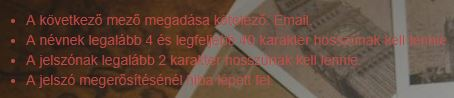 A következő mező megadása kötelező: Email.
A névnek legalább 4 és legfeljebb 40 karakter hosszúnak kell lennie
A jelszónak legalább 2 karakter hosszúnak kell lennie.
A jelszó megerősítésénél hiba lépett fel.